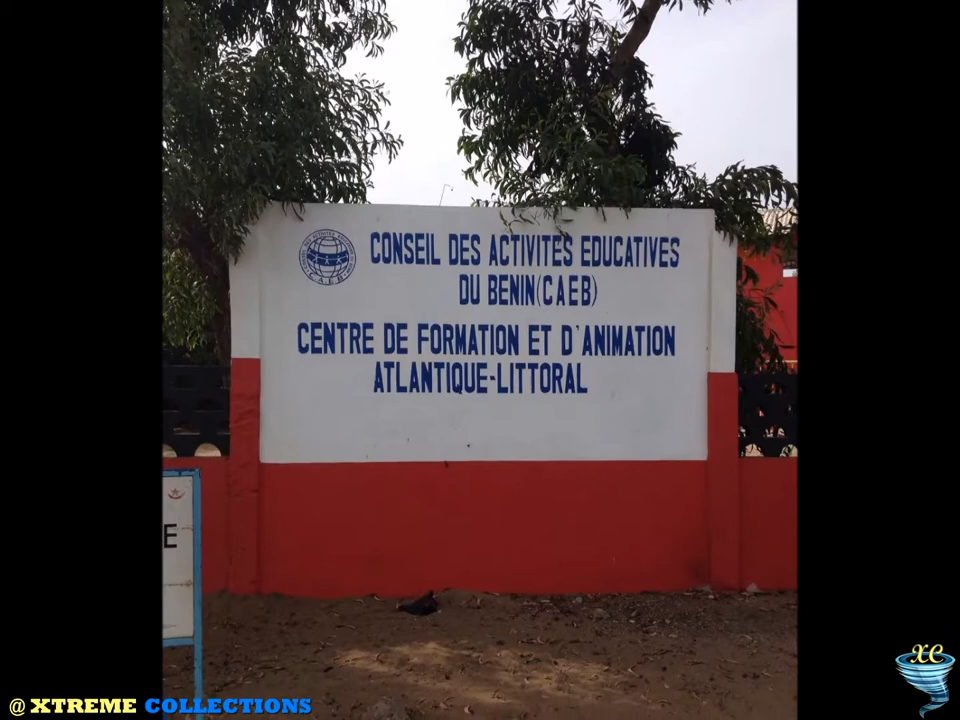 CONSEIL DES ACTIVITES EDUCATIVES
DU BENIN(CAEB)
CENTRE DE FORMATION ET D'ANIMATION
ATLANTIQUE-LITTORAL
C.A.E.B
E
XC
@ XTREME COLLECTIONS